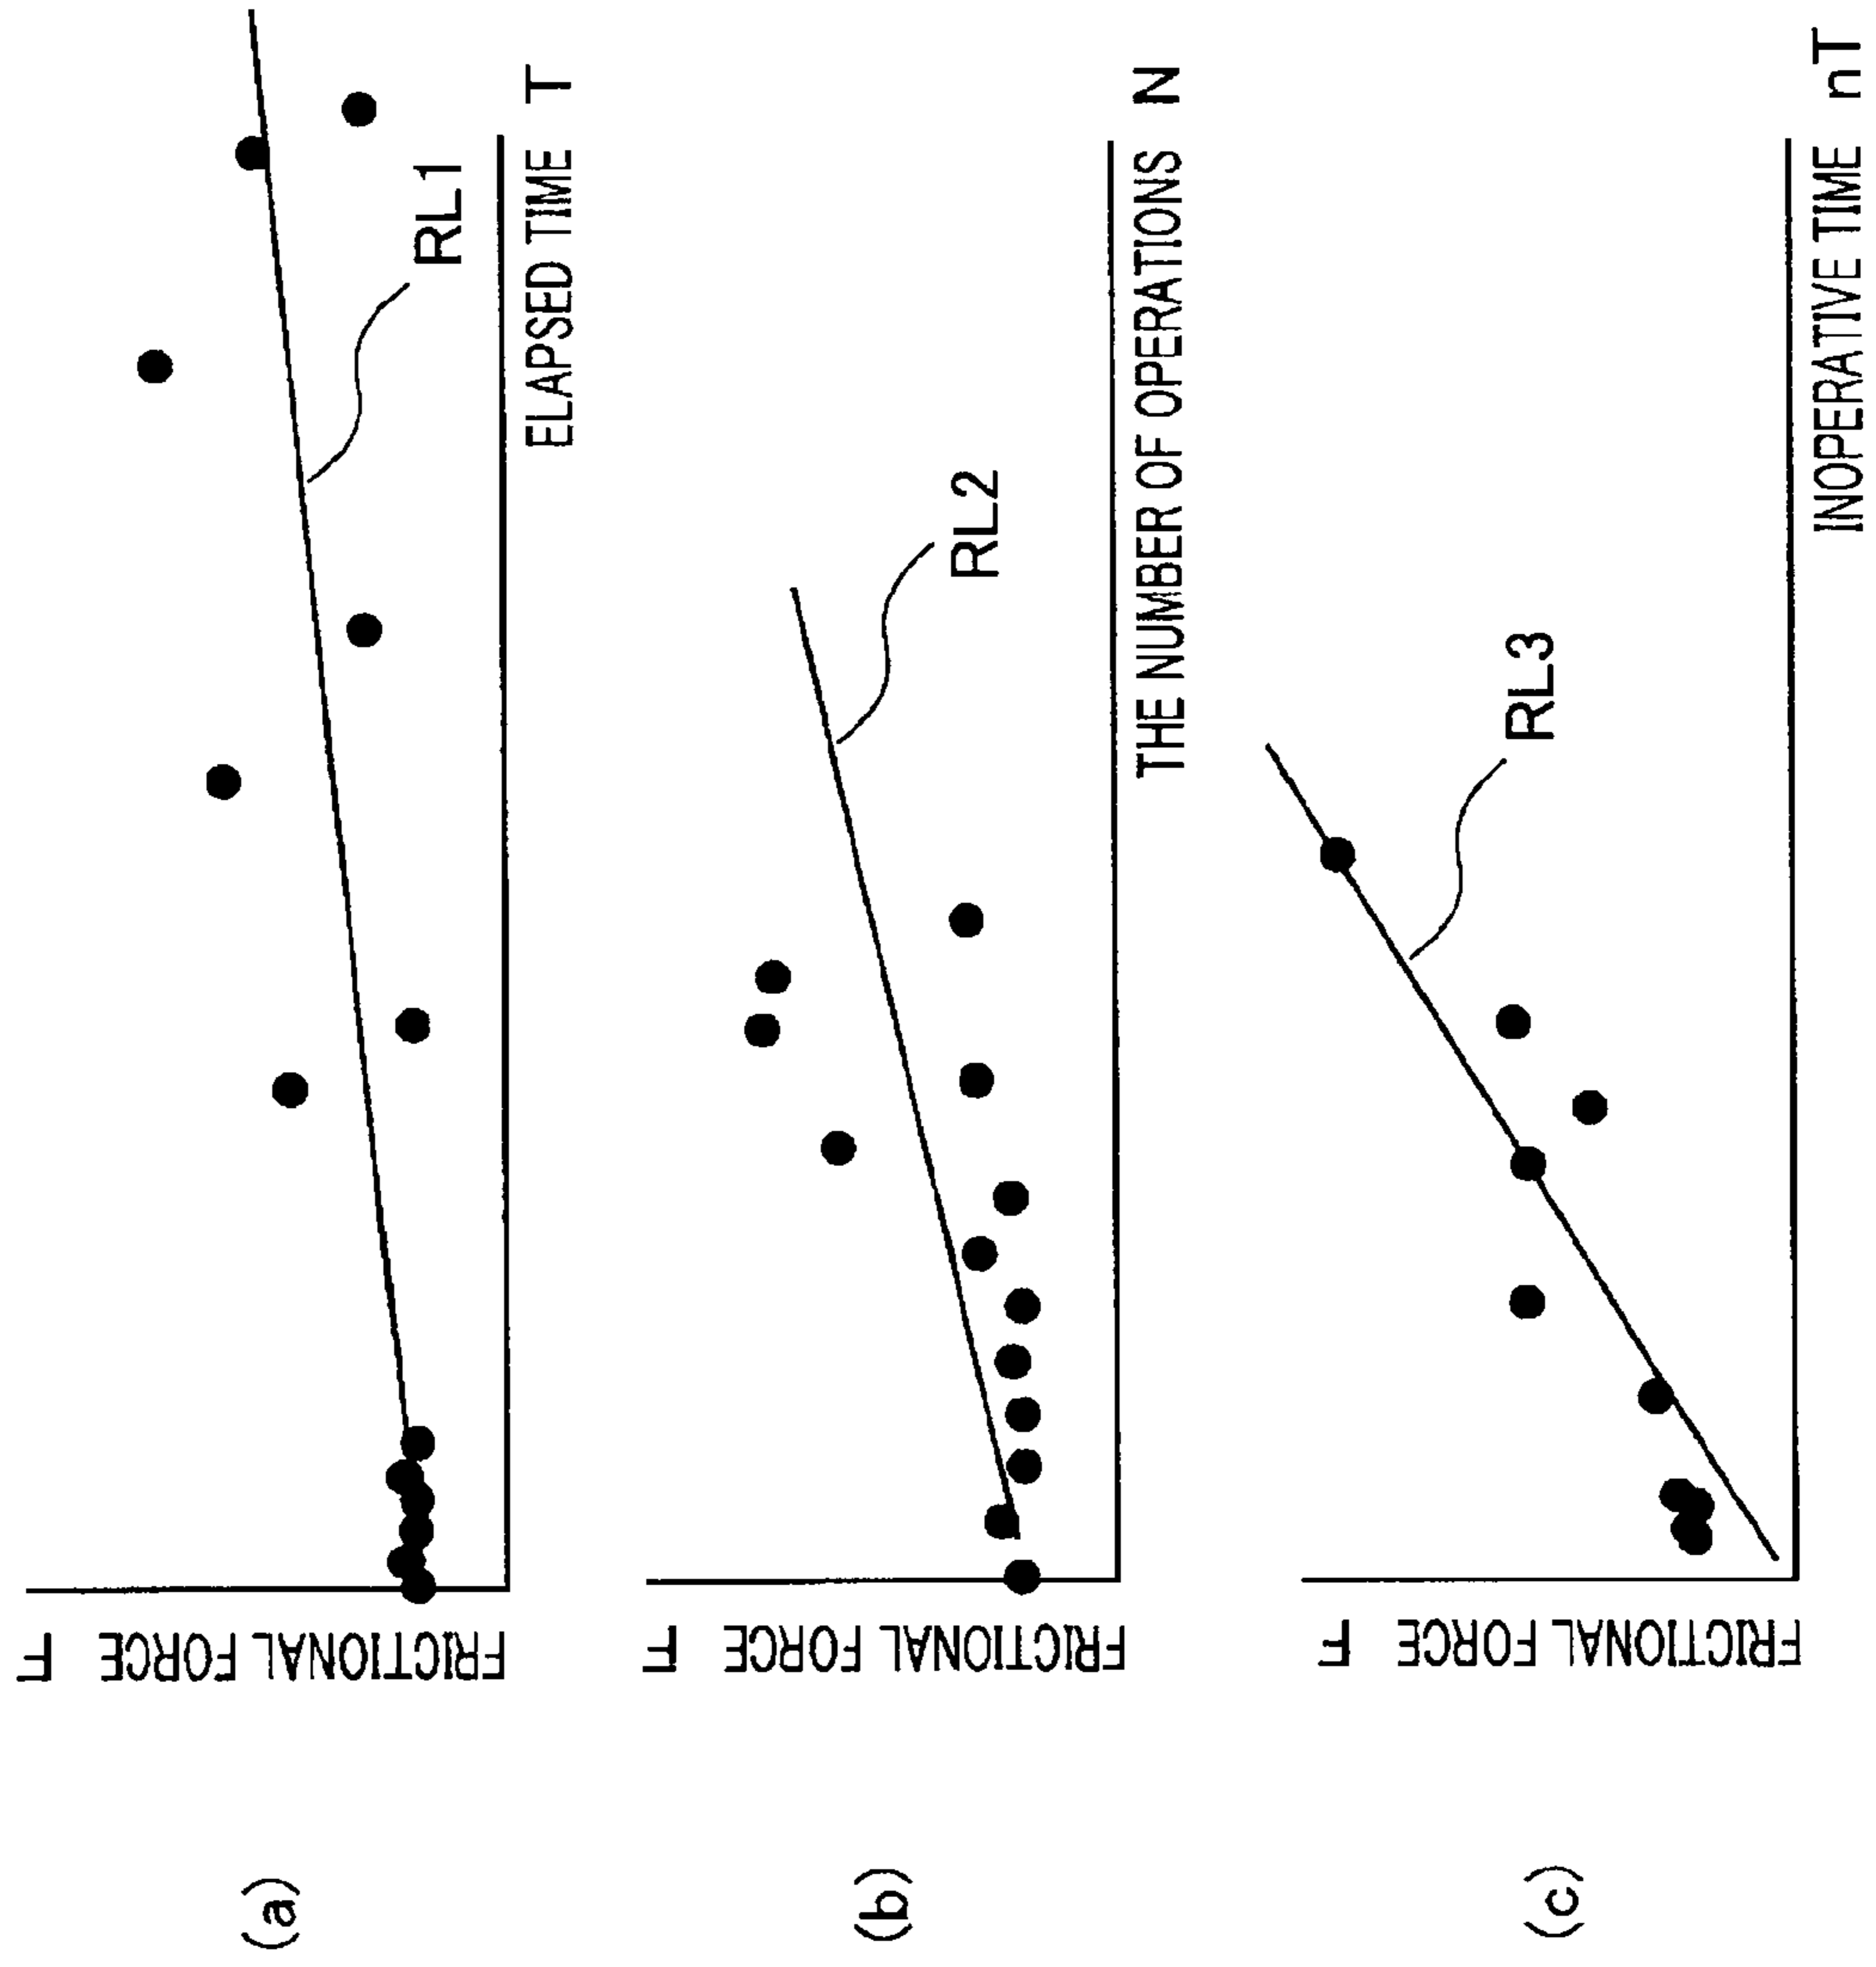 (a)
FRICTIONAL FORCE F
RL1
ELAPSED TIME T
(b)
FRICTIONAL FORCE F
RL2
THE NUMBER OF OPERATIONS N
(c)
FRICTIONAL FORCE F
RL3
INOPERATIVE TIME nT